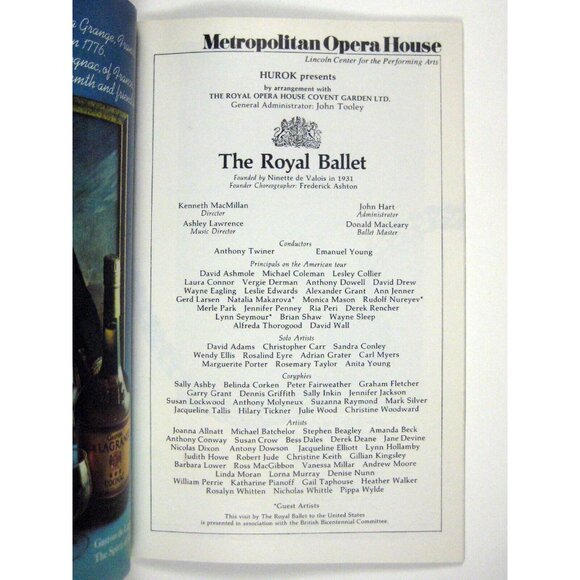 Grange, Fran
n 1776.
gnac, of Franc
mith and friends
LAGRAN
The Spirit
Metropolitan Opera House
Lincoln Center for the Performing Arts
HUROK presents
by arrangement with
THE ROYAL OPERA HOUSE COVENT GARDEN LTD.
General Administrator: John Tooley
The Royal Ballet
Founded by Ninette de Valois in 1931
Founder Choreographer: Frederick Ashton
Kenneth MacMillan John Hart
Director Administrator
Ashley Lawrence Donald MacLeary
Music Director Ballet Master
Conductors
Anthony Twiner Emanuel Young
Principals on the American tour
David Ashmole Michael Coleman Lesley Collier
Laura Connor Vergie Derman Anthony Dowell David Drew
Wayne Eagling Leslie Edwards Alexander Grant Ann Jenner
Gerd Larsen Natalia Makarova* Monica Mason Rudolf Nureyev*
Merle Park Jennifer Penney Ria Peri Derek Rencher
Lynn Seymour* Brian Shaw Wayne Sleep
Alfreda Thorogood David Wall
Solo Artists
David Adams Christopher Carr Sandra Conley
Wendy Ellis Rosalind Eyre Adrian Grater Carl Myers
Marguerite Porter Rosemary Taylor Anita Young
Coryphées
Sally Ashby Belinda Corken Peter Fairweather Graham Fletcher
Garry Grant Dennis Griffith Sally Inkin Jennifer Jackson
Susan Lockwood Anthony Molyneux Suzanna Raymond Mark Silver
Jacqueline Tallis Hilary Tickner Julie Wood Christine Woodward
Artists
Joanna Allnatt Michael Batchelor Stephen Beagley Amanda Beck
Anthony Conway Susan Crow Bess Dales Derek Deane Jane Devine
Nicolas Dixon Antony Dowson Jacqueline Elliott Lynn Hollamby
Judith Howe Robert Jude Christine Keith Gillian Kingsley
Barbara Lower Ross MacGibbon Vanessa Millar Andrew Moore
Linda Moran Lorna Murray Denise Nunn
William Perrie Katharine Pianoff Gail Taphouse Heather Walker
Rosalyn Whitten Nicholas Whittle Pippa Wylde
*Guest Artists
This visit by The Royal Ballet to the United States
is presented in association with the British Bicentennial Committee.